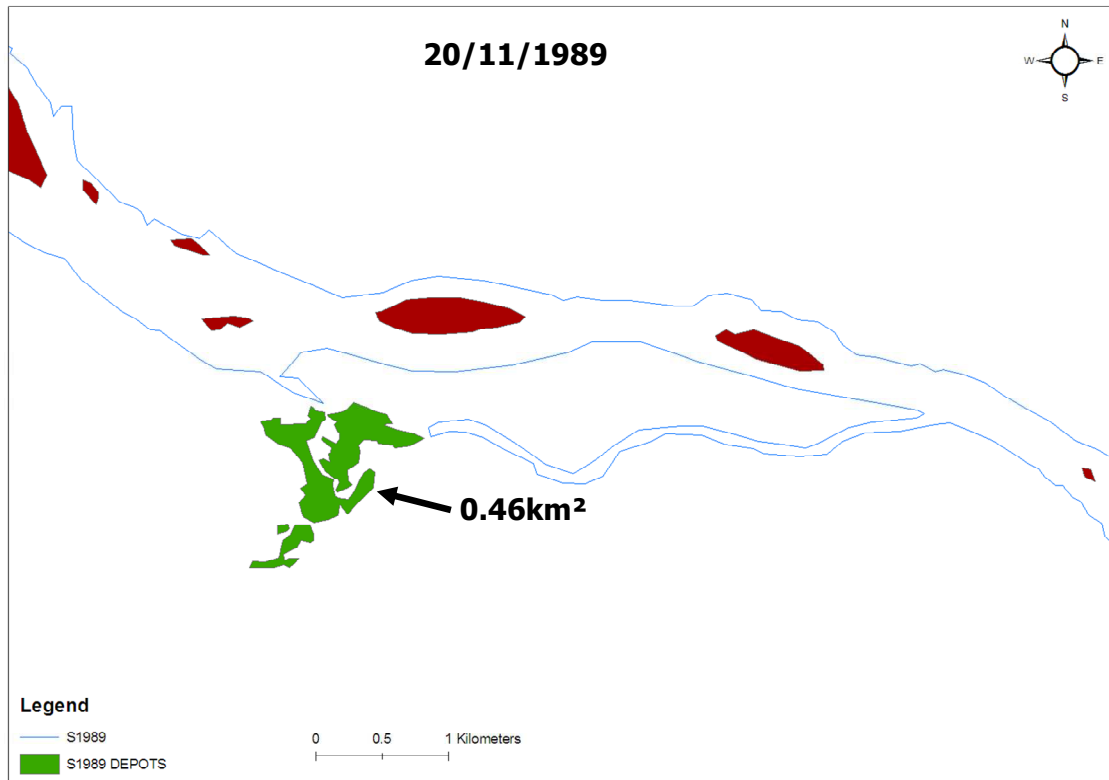 20/11/1989
N
W E
S
0.46km²
Legend
S1989
S1989 DEPOTS
0 0.5 1 Kilometers